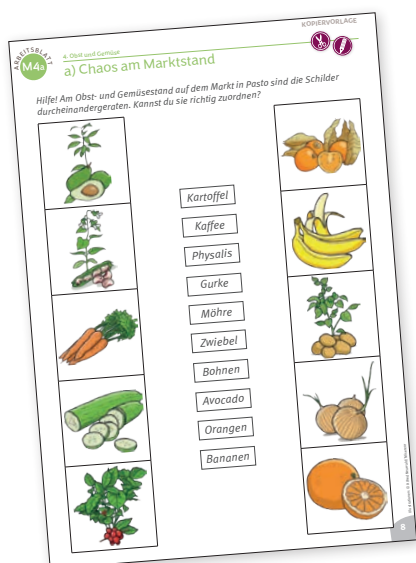 KOPIERVORLAGE
ARBEITSBLATT
M4a
4. Obst und Gemüse
a) Chaos am Marktstand
Hilfe! Am Obst- und Gemüsestand auf dem Markt in Pasto sind die Schilder
durcheinandergeraten. Kannst du sie richtig zuordnen?
Kartoffel
Kaffee
Physalis
Gurke
Möhre
Zwiebel
Bohnen
Avocado
Orangen
Bananen
8